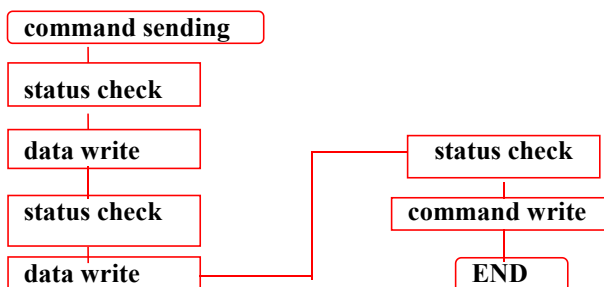 command sending
status check
data write
status check
data write
status check
command write
END